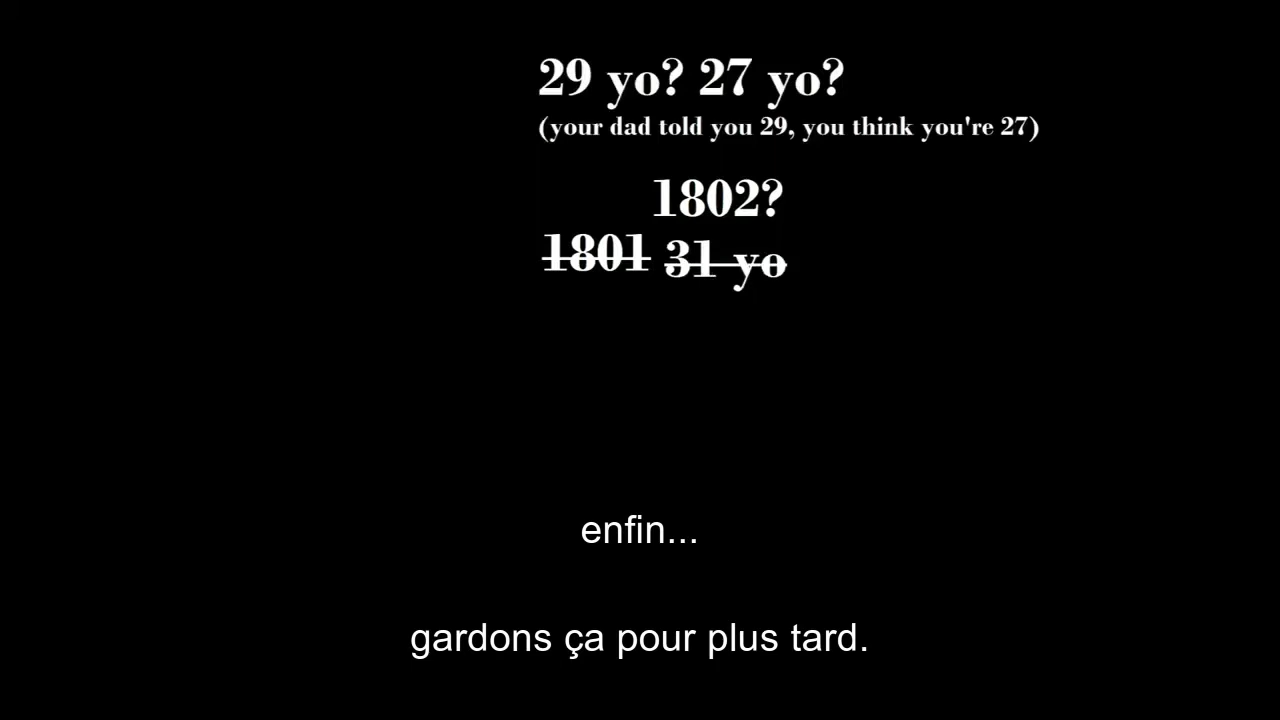 29 yo? 27 yo?
(your dad told you 29, you think you're 27)
1802?
1801 31 yo
enfin...
gardons ça pour plus tard.